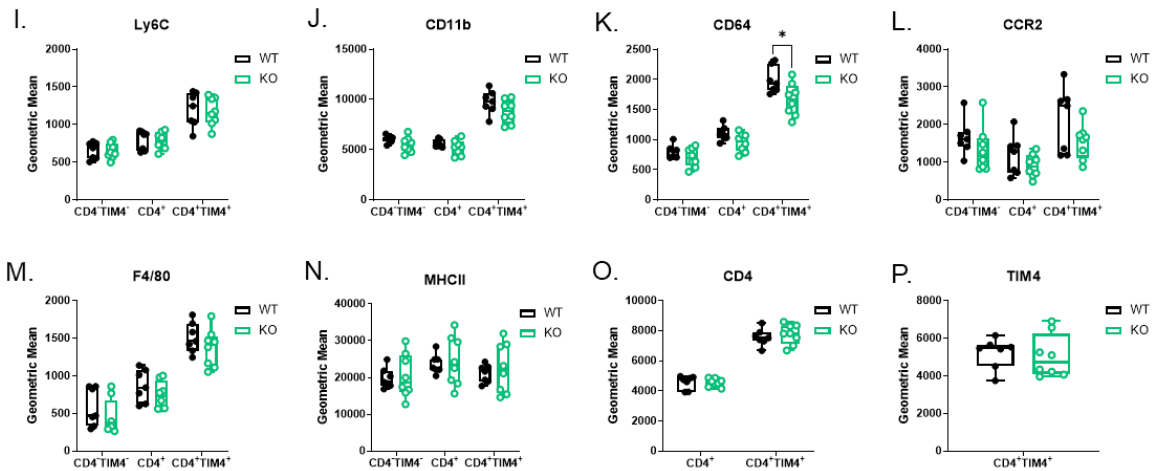 I.
Ly6C
Geometric Mean
2000
1500
1000
500
0
CD4⁻TIM4⁻
CD4⁺
CD4⁺TIM4⁺
WT
KO
J.
CD11b
Geometric Mean
15000
10000
5000
0
CD4⁻TIM4⁻
CD4⁺
CD4⁺TIM4⁺
WT
KO
K.
CD64
Geometric Mean
2500
2000
1500
1000
500
0
*
CD4⁻TIM4⁻
CD4⁺
CD4⁺TIM4⁺
WT
KO
L.
CCR2
Geometric Mean
4000
3000
2000
1000
0
CD4⁻TIM4⁻
CD4⁺
CD4⁺TIM4⁺
WT
KO
M.
F4/80
Geometric Mean
2000
1500
1000
500
0
CD4⁻TIM4⁻
CD4⁺
CD4⁺TIM4⁺
WT
KO
N.
MHCII
Geometric Mean
40000
30000
20000
10000
0
CD4⁻TIM4⁻
CD4⁺
CD4⁺TIM4⁺
WT
KO
O.
CD4
Geometric Mean
10000
8000
6000
4000
2000
0
CD4⁺
CD4⁺TIM4⁺
WT
KO
P.
TIM4
Geometric Mean
8000
6000
4000
2000
0
CD4⁺TIM4⁺
WT
KO